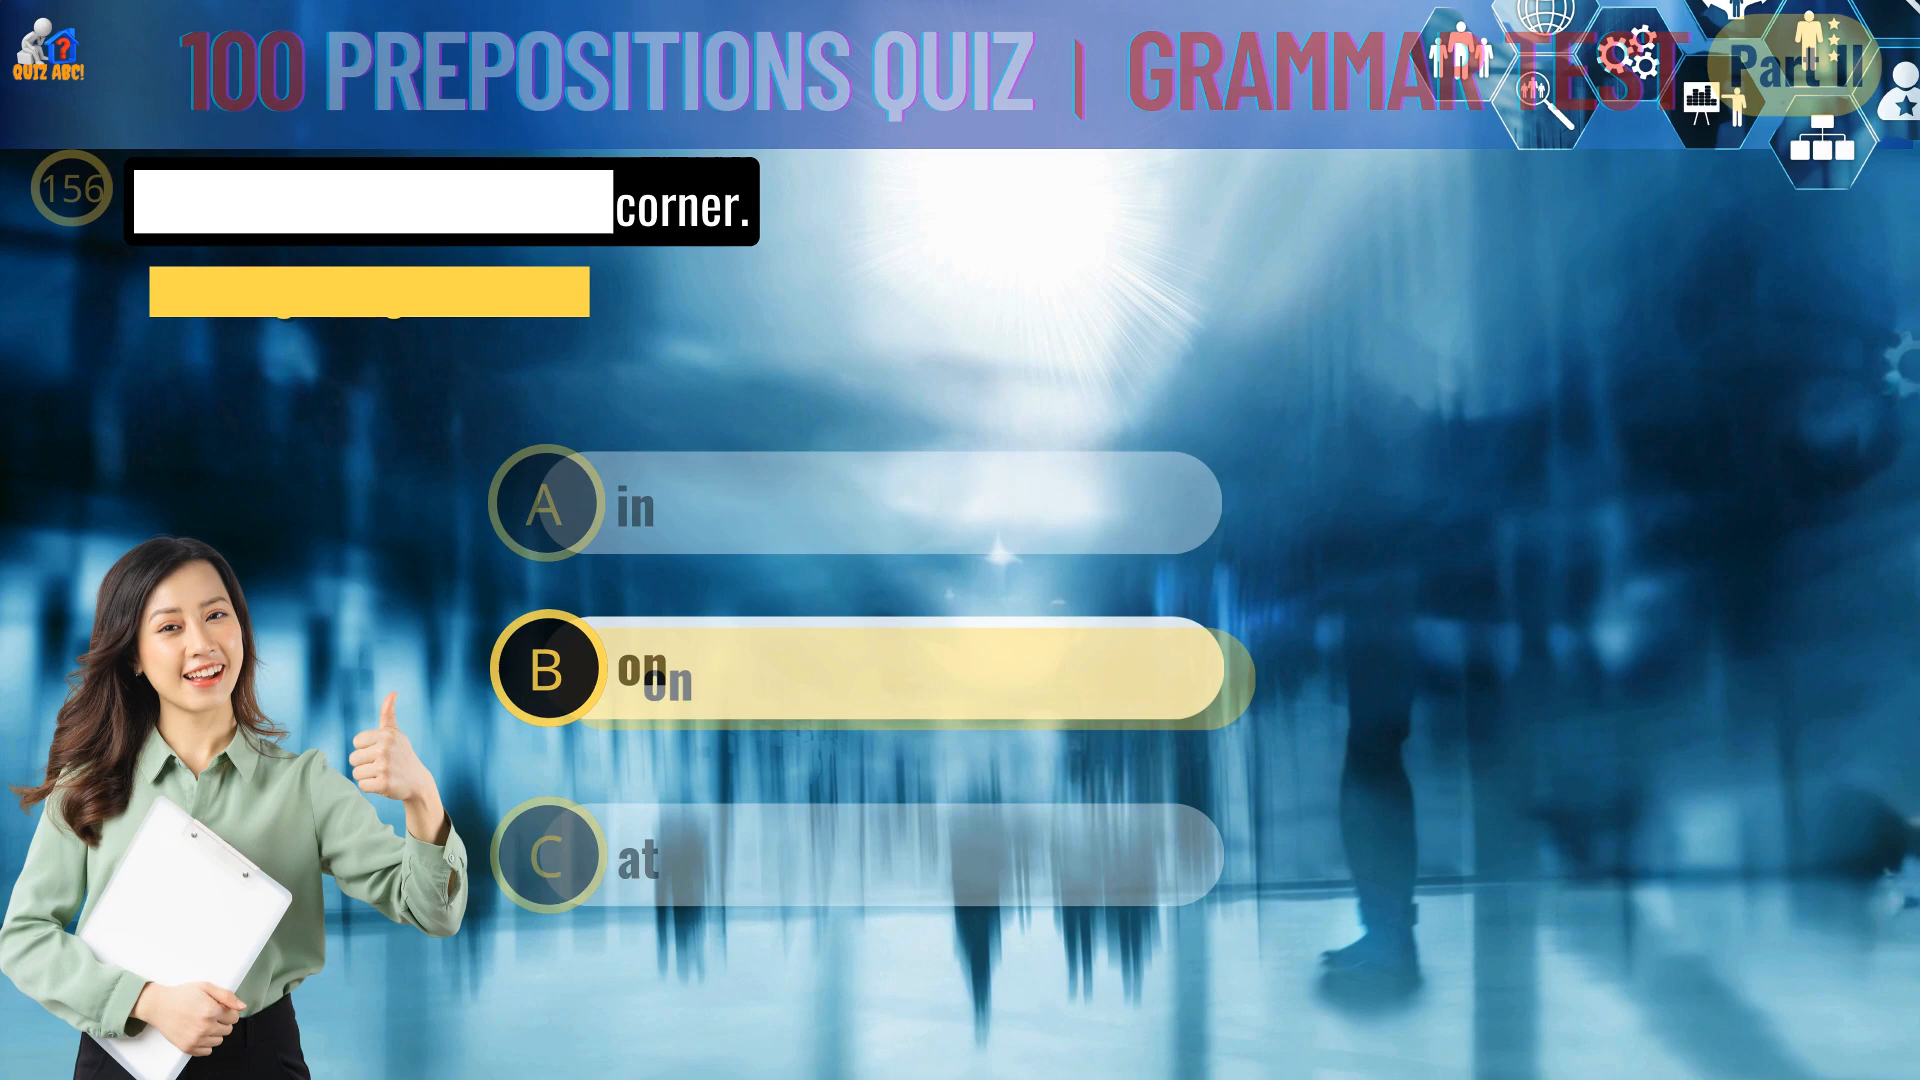 QUIZ ABC!
100 PREPOSITIONS QUIZ | GRAMMAR TEST
Part II
156
corner.
A in
B on
on
C at